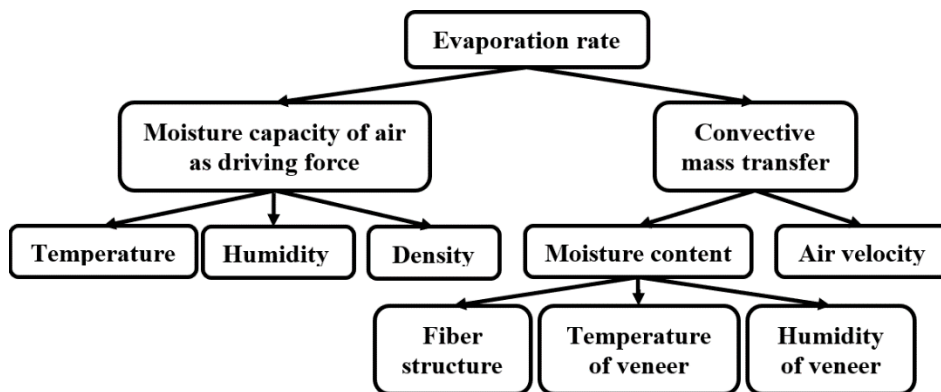 Evaporation rate
Moisture capacity of air
as driving force
Convective
mass transfer
Temperature
Humidity
Density
Moisture content
Air velocity
Fiber
structure
Temperature
of veneer
Humidity
of veneer